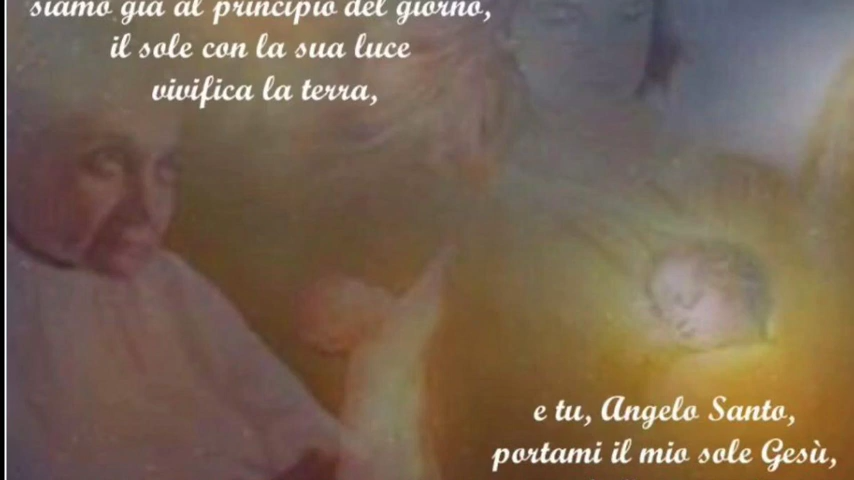 siamo già al principio del giorno,
il sole con la sua luce
vivifica la terra,
e tu, Angelo Santo,
portami il mio sole Gesù,